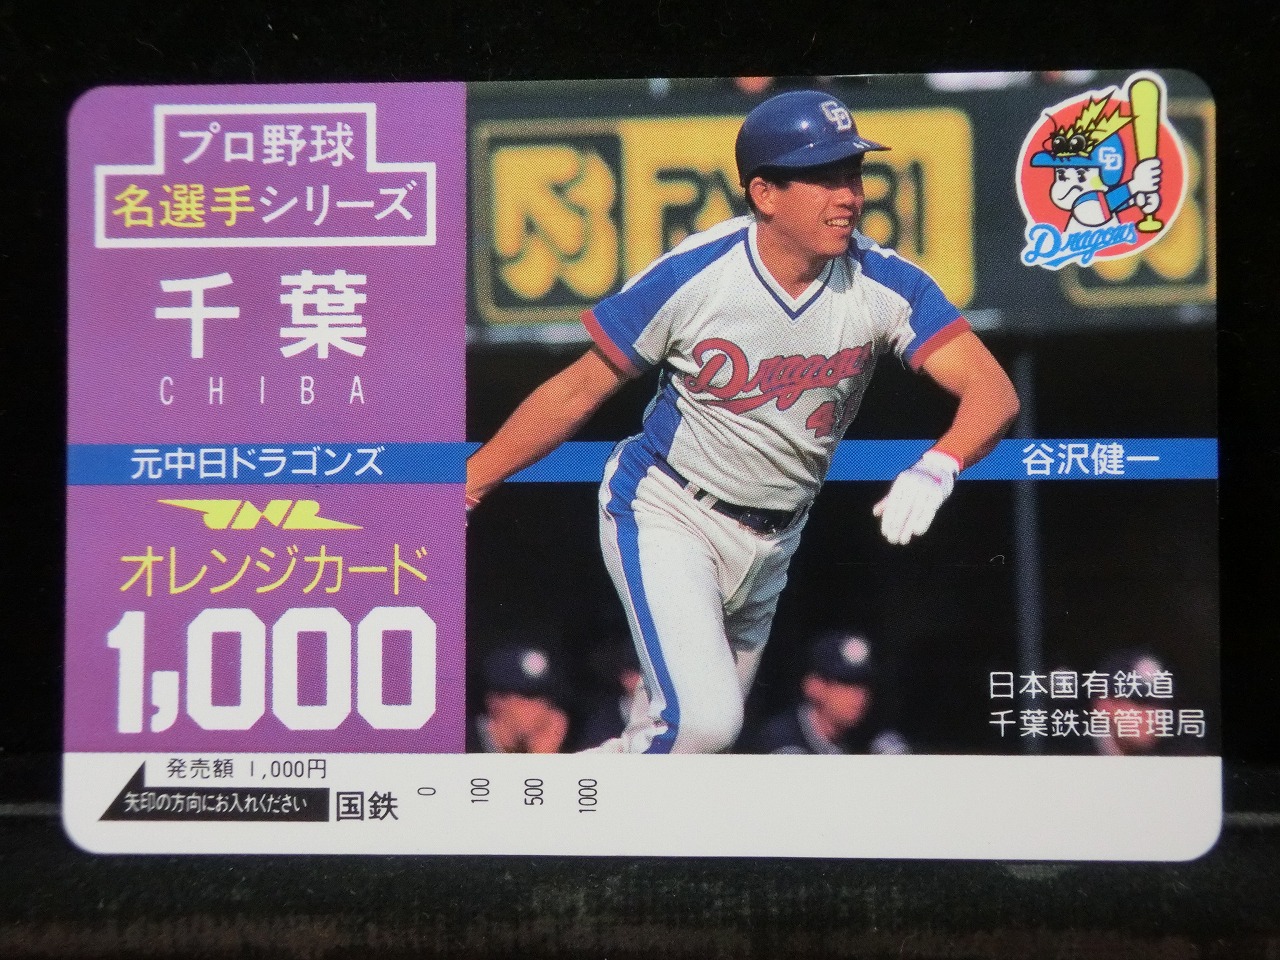 プロ野球
名選手シリーズ
千葉
CHIBA
元中日ドラゴンズ
JNR
オレンジカード
1,000
CD
Dragons
4
CD
Dragons
谷沢健一
日本国有鉄道
千葉鉄道管理局
発売額 1,000円
矢印の方向にお入れください
国鉄
0 100 500 1000